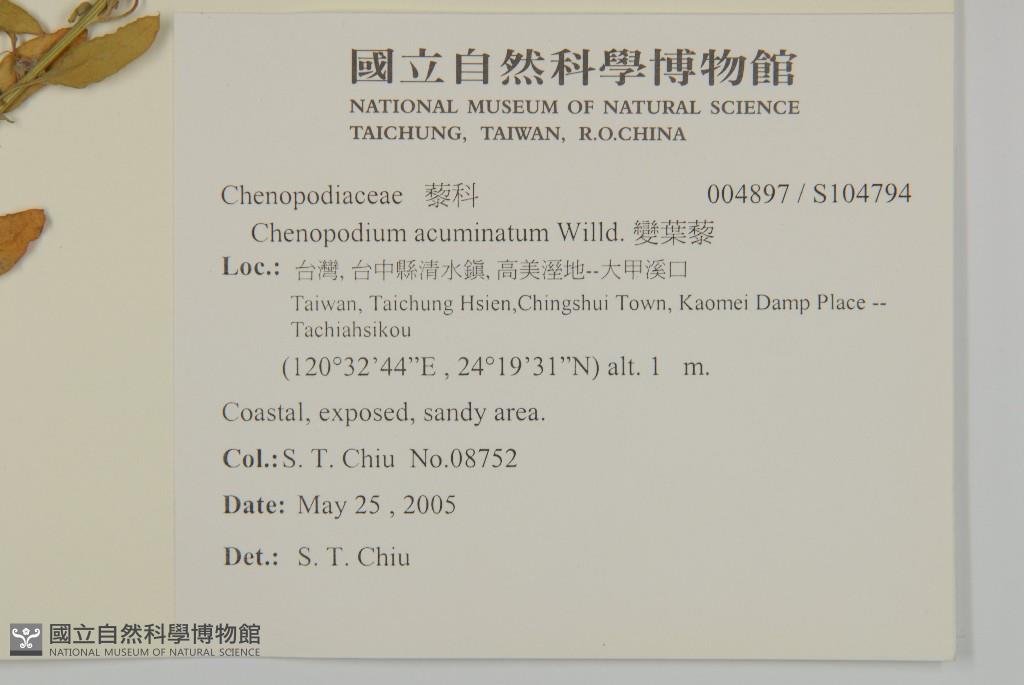 國立自然科學博物館
NATIONAL MUSEUM OF NATURAL SCIENCE
TAICHUNG, TAIWAN, R.O.CHINA
Chenopodiaceae 藜科 004897 / S104794
Chenopodium acuminatum Willd. 變葉藜
Loc.: 台灣, 台中縣清水鎭, 高美溼地--大甲溪口
Taiwan, Taichung Hsien,Chingshui Town, Kaomei Damp Place --
Tachiahsikou
(120°32’44”E , 24°19’31”N) alt. 1 m.
Coastal, exposed, sandy area.
Col.: S. T. Chiu No.08752
Date: May 25 , 2005
Det.: S. T. Chiu
國立自然科學博物館
NATIONAL MUSEUM OF NATURAL SCIENCE